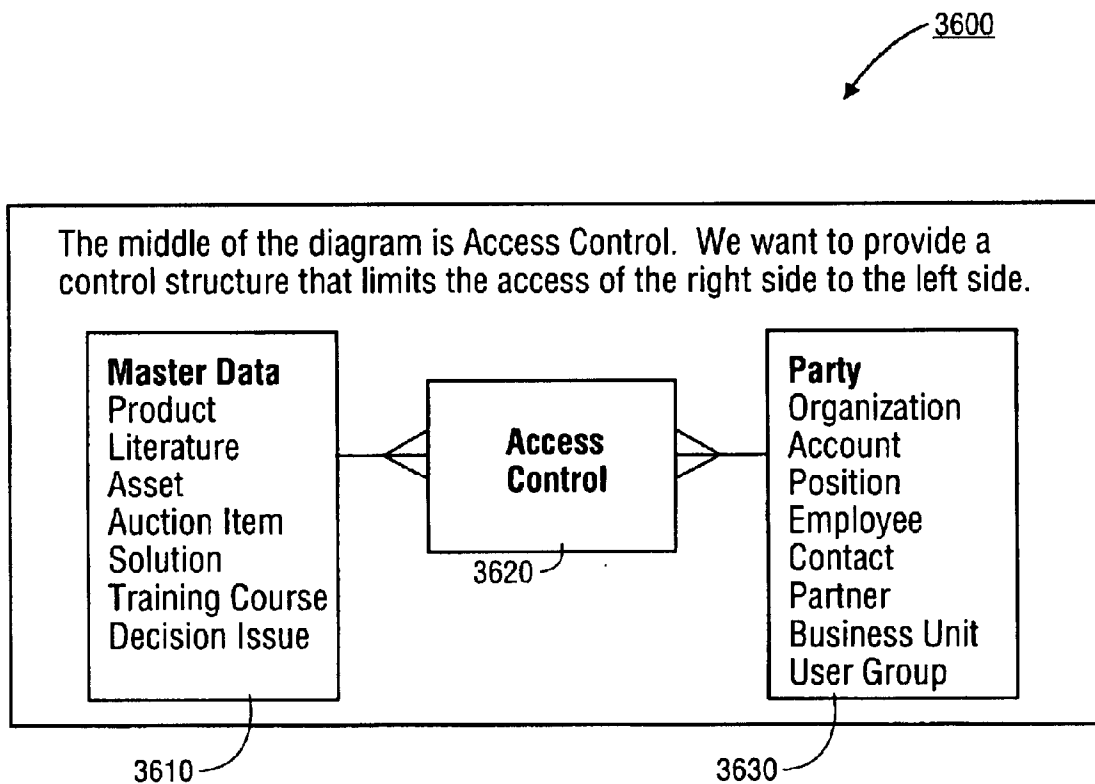 3600
The middle of the diagram is Access Control. We want to provide a
control structure that limits the access of the right side to the left side.
Master Data
Product
Literature
Asset
Auction Item
Solution
Training Course
Decision Issue
Access
Control
3620
Party
Organization
Account
Position
Employee
Contact
Partner
Business Unit
User Group
3610
3630